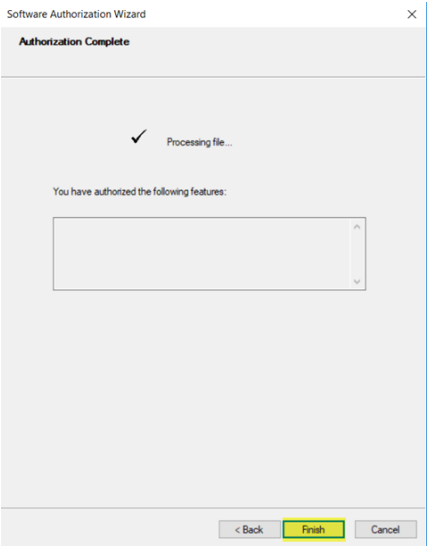 Software Authorization Wizard
Authorization Complete
Processing file...
You have authorized the following features:
< Back
Finish
Cancel